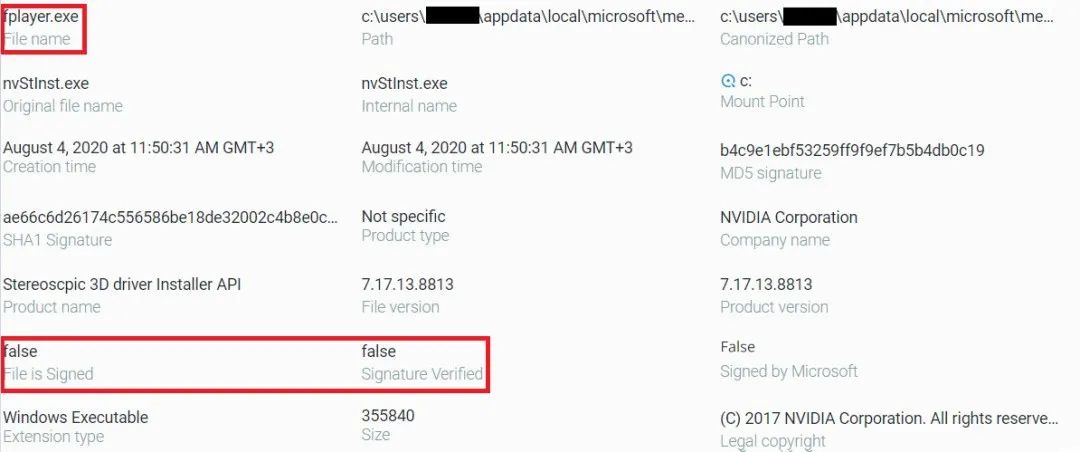 fplayer.exe
File name
c:\users\ \appdata\local\microsoft\me...
Path
c:\users\ \appdata\local\microsoft\me...
Canonized Path
nvStInst.exe
Original file name
nvStInst.exe
Internal name
c:
Mount Point
August 4, 2020 at 11:50:31 AM GMT+3
Creation time
August 4, 2020 at 11:50:31 AM GMT+3
Modification time
b4c9e1ebf53259ff9f9ef7b5b4db0c19
MD5 signature
ae66c6d26174c556586be18de32002c4b8e0c...
SHA1 Signature
Not specific
Product type
NVIDIA Corporation
Company name
Stereoscpic 3D driver Installer API
Product name
7.17.13.8813
File version
7.17.13.8813
Product version
false
File is Signed
false
Signature Verified
False
Signed by Microsoft
Windows Executable
Extension type
355840
Size
(C) 2017 NVIDIA Corporation. All rights reserve...
Legal copyright